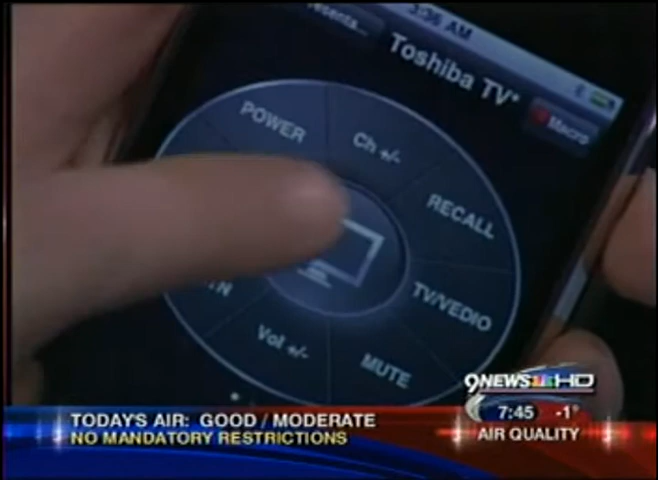 3:36 AM
Toshiba TV*
Macro
POWER
Ch +/-
RECALL
TV/VEDIO
MUTE
Vol +/-
9NEWS HD
7:45 -1°
AIR QUALITY
TODAY'S AIR: GOOD / MODERATE
NO MANDATORY RESTRICTIONS